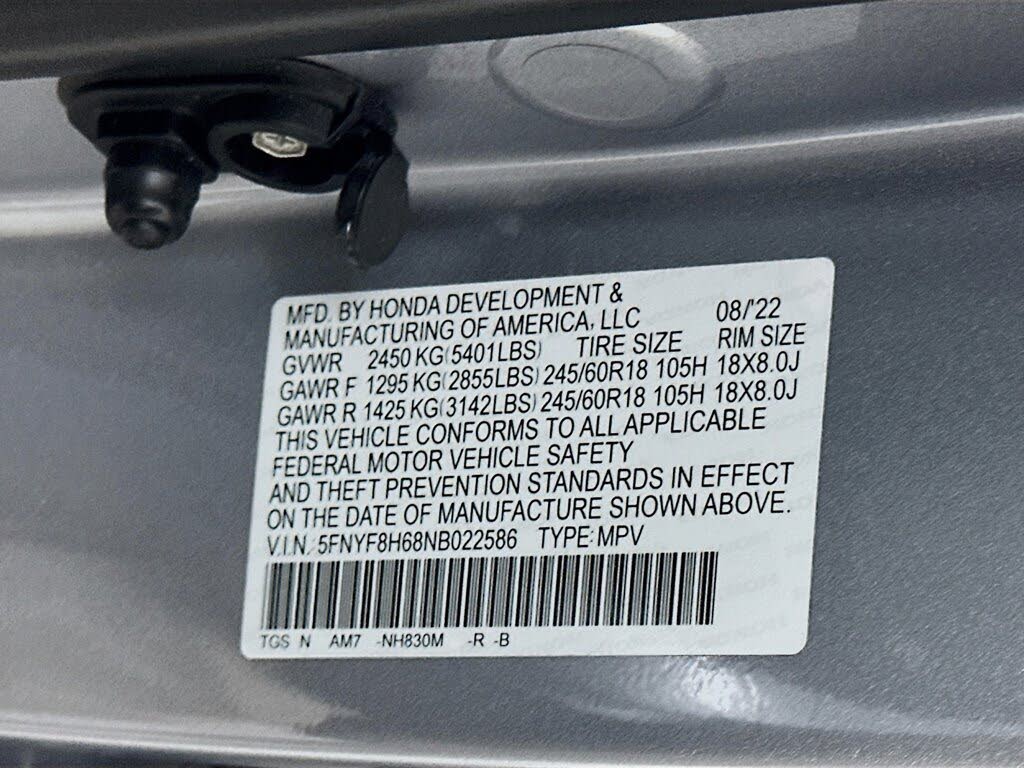 MFD. BY HONDA DEVELOPMENT &
MANUFACTURING OF AMERICA, LLC 08/'22
GVWR 2450 KG(5401LBS) TIRE SIZE RIM SIZE
GAWR F 1295 KG(2855LBS) 245/60R18 105H 18X8.0J
GAWR R 1425 KG(3142LBS) 245/60R18 105H 18X8.0J
THIS VEHICLE CONFORMS TO ALL APPLICABLE
FEDERAL MOTOR VEHICLE SAFETY
AND THEFT PREVENTION STANDARDS IN EFFECT
ON THE DATE OF MANUFACTURE SHOWN ABOVE.
V.I.N.: 5FNYF8H68NB022586 TYPE: MPV
TGS N AM7 -NH830M -R -B